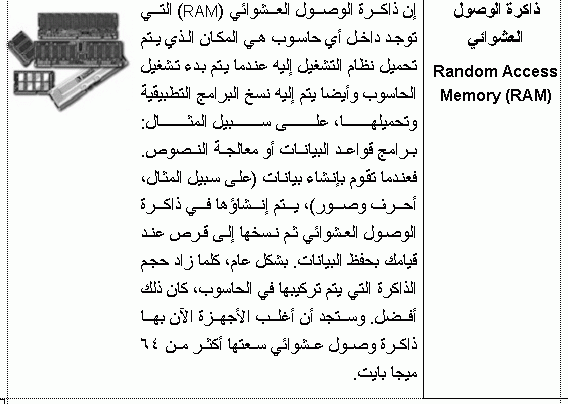 ذاكرة الوصول
العشوائي
Random Access
Memory (RAM)
إن ذاكرة الوصول العشوائي (RAM) التي
توجد داخل أي حاسوب هي المكان الذي يتم
تحميل نظام التشغيل إليه عندما يتم بدء تشغيل
الحاسوب وأيضا يتم إليه نسخ البرامج التطبيقية
وتحميلها، على سبيل المثال:
برامج قواعد البيانات أو معالجة النصوص.
فعندما تقوم بإنشاء بيانات (على سبيل المثال،
أحرف وصور)، يتم إنشاؤها في ذاكرة
الوصول العشوائي ثم نسخها إلى قرص عند
قيامك بحفظ البيانات. بشكل عام، كلما زاد حجم
الذاكرة التي يتم تركيبها في الحاسوب، كان ذلك
أفضل. وستجد أن أغلب الأجهزة الآن بها
ذاكرة وصول عشوائي سعتها أكثر من ٦٤
ميجا بايت.